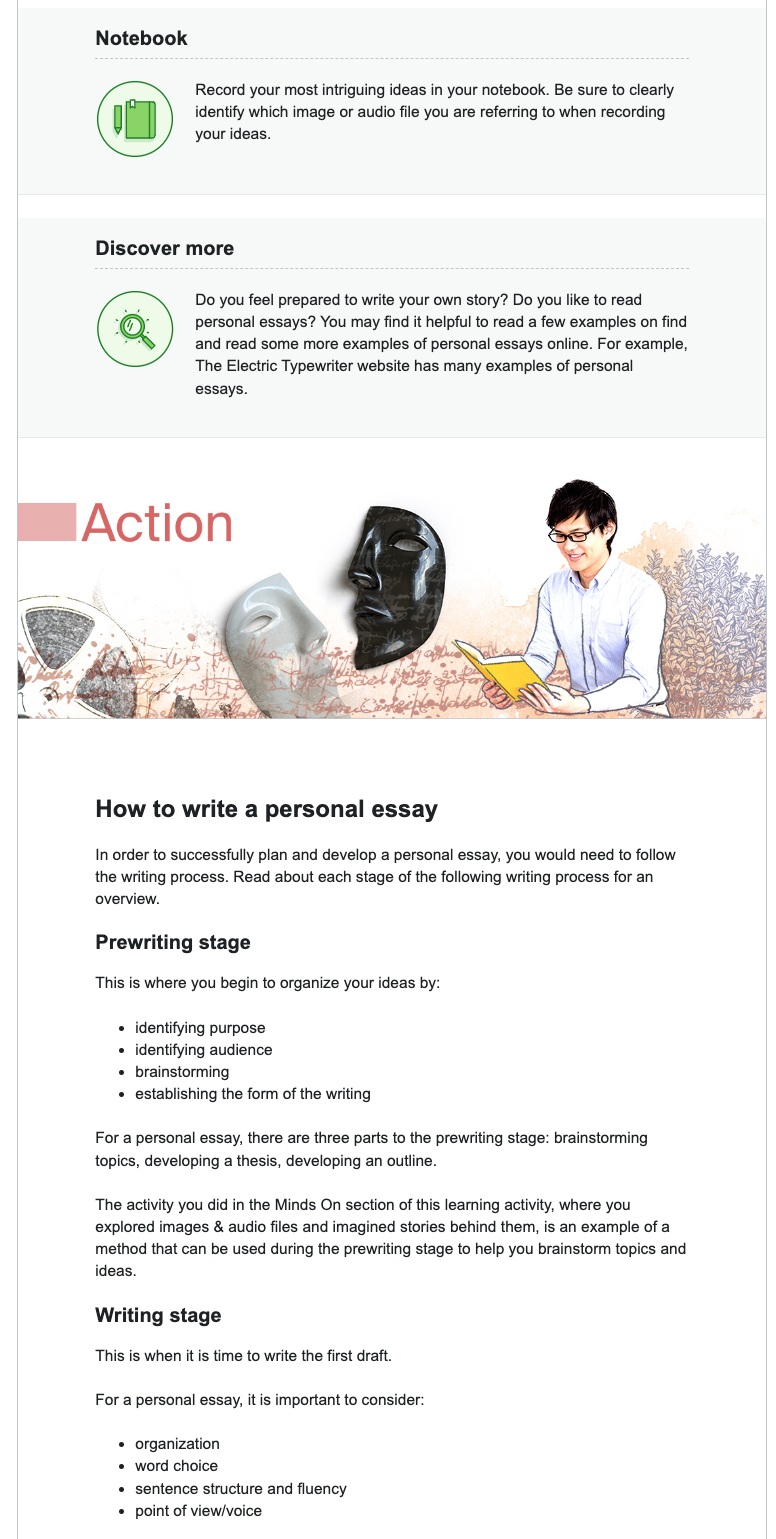 Notebook
Record your most intriguing ideas in your notebook. Be sure to clearly
identify which image or audio file you are referring to when recording
your ideas.
Discover more
Do you feel prepared to write your own story? Do you like to read
personal essays? You may find it helpful to read a few examples on find
and read some more examples of personal essays online. For example,
The Electric Typewriter website has many examples of personal
essays.
Action
How to write a personal essay
In order to successfully plan and develop a personal essay, you would need to follow
the writing process. Read about each stage of the following writing process for an
overview.
Prewriting stage
This is where you begin to organize your ideas by:
• identifying purpose
• identifying audience
• brainstorming
• establishing the form of the writing
For a personal essay, there are three parts to the prewriting stage: brainstorming
topics, developing a thesis, developing an outline.
The activity you did in the Minds On section of this learning activity, where you
explored images & audio files and imagined stories behind them, is an example of a
method that can be used during the prewriting stage to help you brainstorm topics and
ideas.
Writing stage
This is when it is time to write the first draft.
For a personal essay, it is important to consider:
• organization
• word choice
• sentence structure and fluency
• point of view/voice